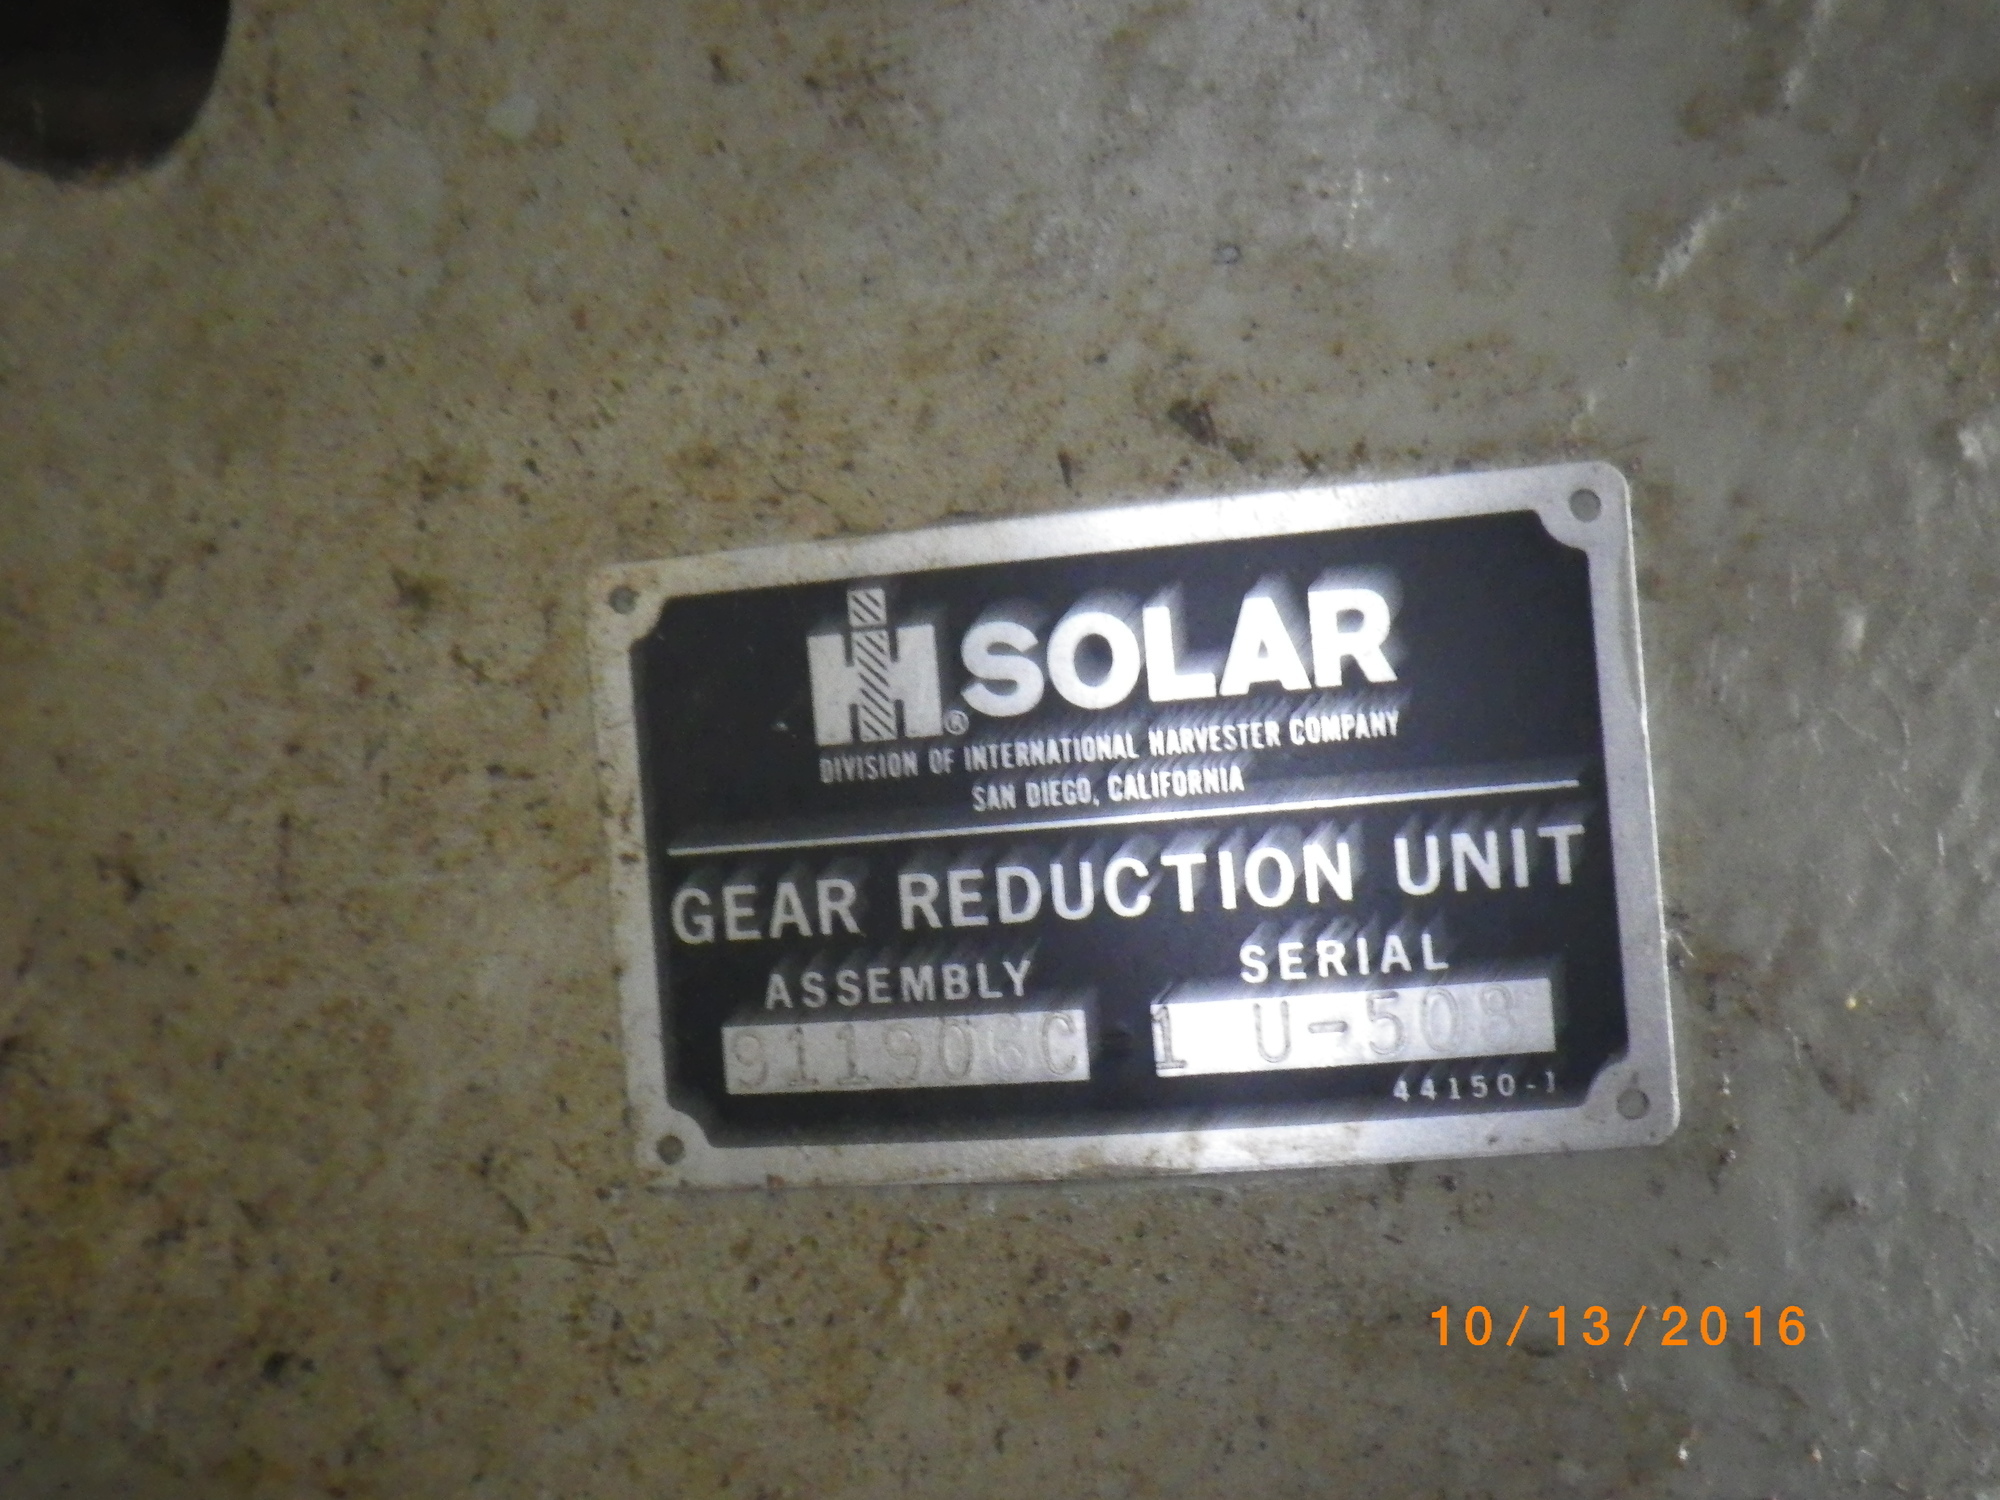 IH® SOLAR
DIVISION OF INTERNATIONAL HARVESTER COMPANY
SAN DIEGO, CALIFORNIA
GEAR REDUCTION UNIT
ASSEMBLY SERIAL
911906C 1 U-508
44150-1
10/13/2016